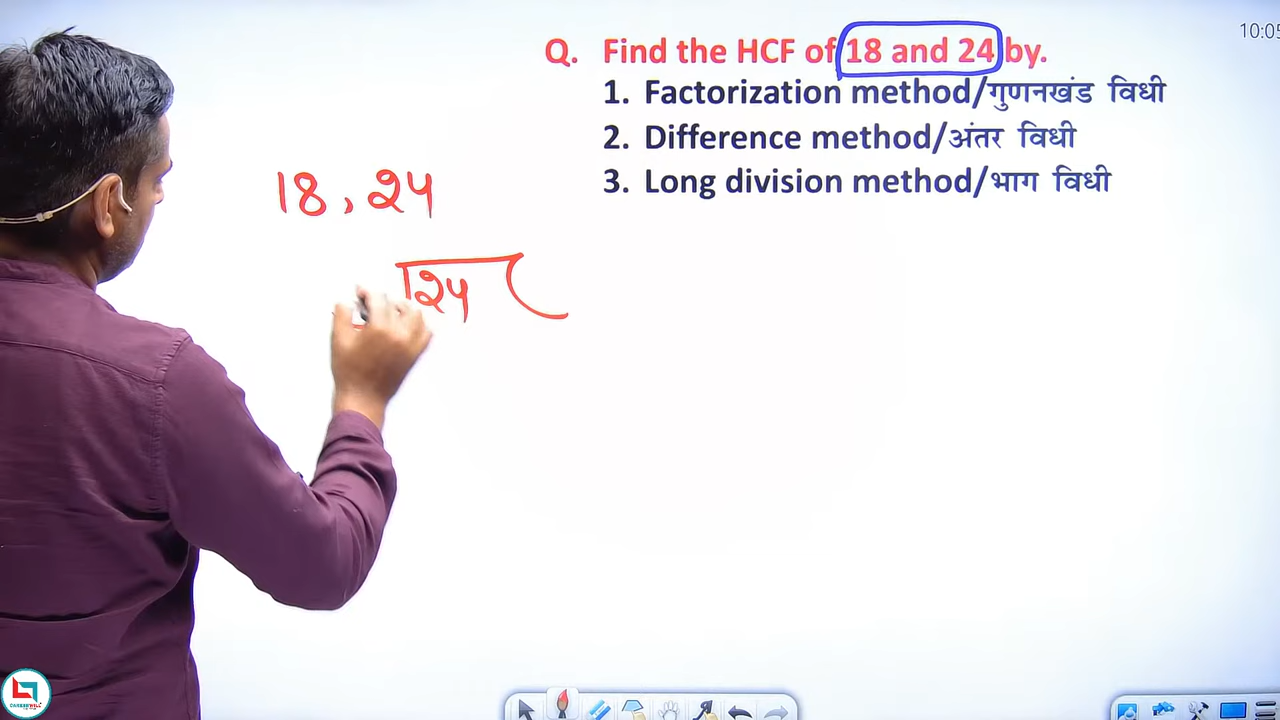 10:05
Q. Find the HCF of 18 and 24 by.
1. Factorization method/गुणनखंड विधी
2. Difference method/अंतर विधी
3. Long division method/भाग विधी
18, 24
24
CAREERWILL